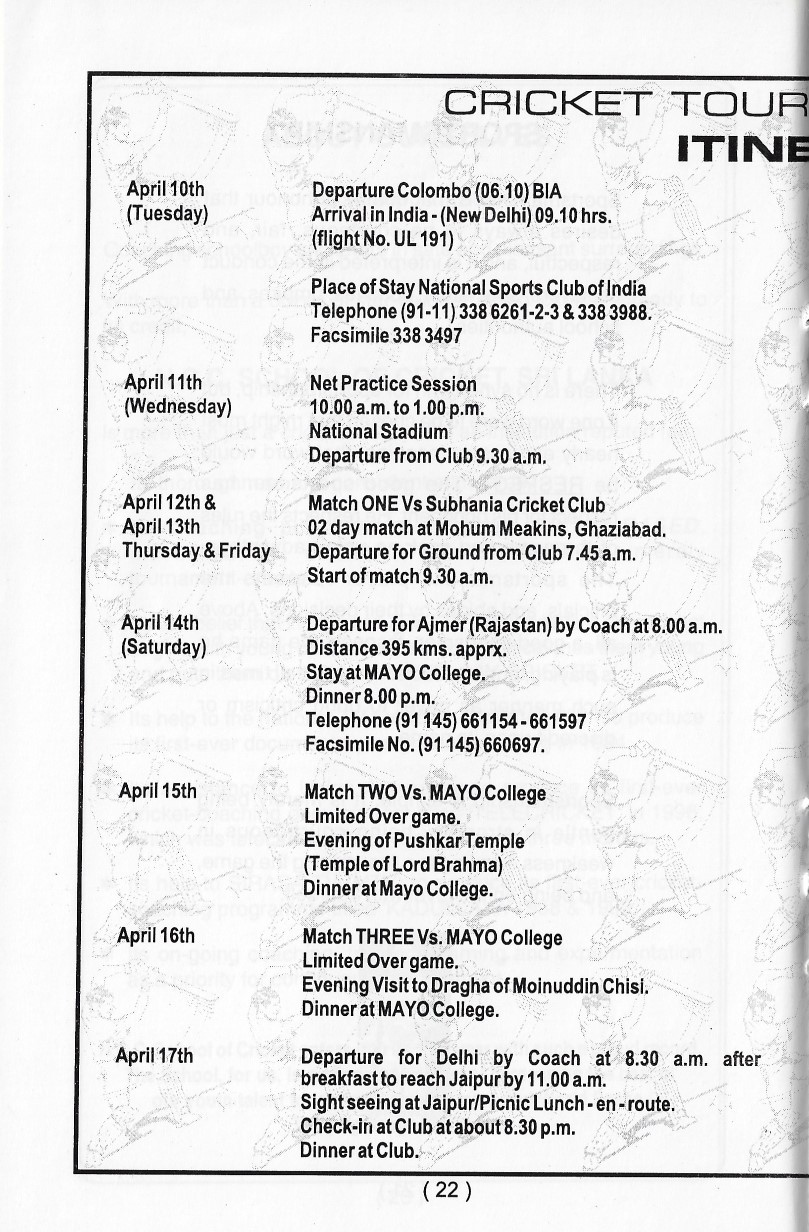 CRICKET TOUR
ITINE
April 10th
(Tuesday)
Departure Colombo (06.10) BIA
Arrival in India - (New Delhi) 09.10 hrs.
(flight No. UL 191)
Place of Stay National Sports Club of India
Telephone (91-11) 338 6261-2-3 & 338 3988.
Facsimile 338 3497
April 11th
(Wednesday)
Net Practice Session
10.00 a.m. to 1.00 p.m.
National Stadium
Departure from Club 9.30 a.m.
April 12th &
April 13th
Thursday & Friday
Match ONE Vs Subhania Cricket Club
02 day match at Mohum Meakins, Ghaziabad.
Departure for Ground from Club 7.45 a.m.
Start of match 9.30 a.m.
April 14th
(Saturday)
Departure for Ajmer (Rajastan) by Coach at 8.00 a.m.
Distance 395 kms. apprx.
Stay at MAYO College.
Dinner 8.00 p.m.
Telephone (91 145) 661154 - 661597
Facsimile No. (91 145) 660697.
April 15th
Match TWO Vs. MAYO College
Limited Over game.
Evening of Pushkar Temple
(Temple of Lord Brahma)
Dinner at Mayo College.
April 16th
Match THREE Vs. MAYO College
Limited Over game.
Evening Visit to Dragha of Moinuddin Chisi.
Dinner at MAYO College.
April 17th
Departure for Delhi by Coach at 8.30 a.m. after
breakfast to reach Jaipur by 11.00 a.m.
Sight seeing at Jaipur/Picnic Lunch - en - route.
Check-in at Club at about 8.30 p.m.
Dinner at Club.
( 22 )